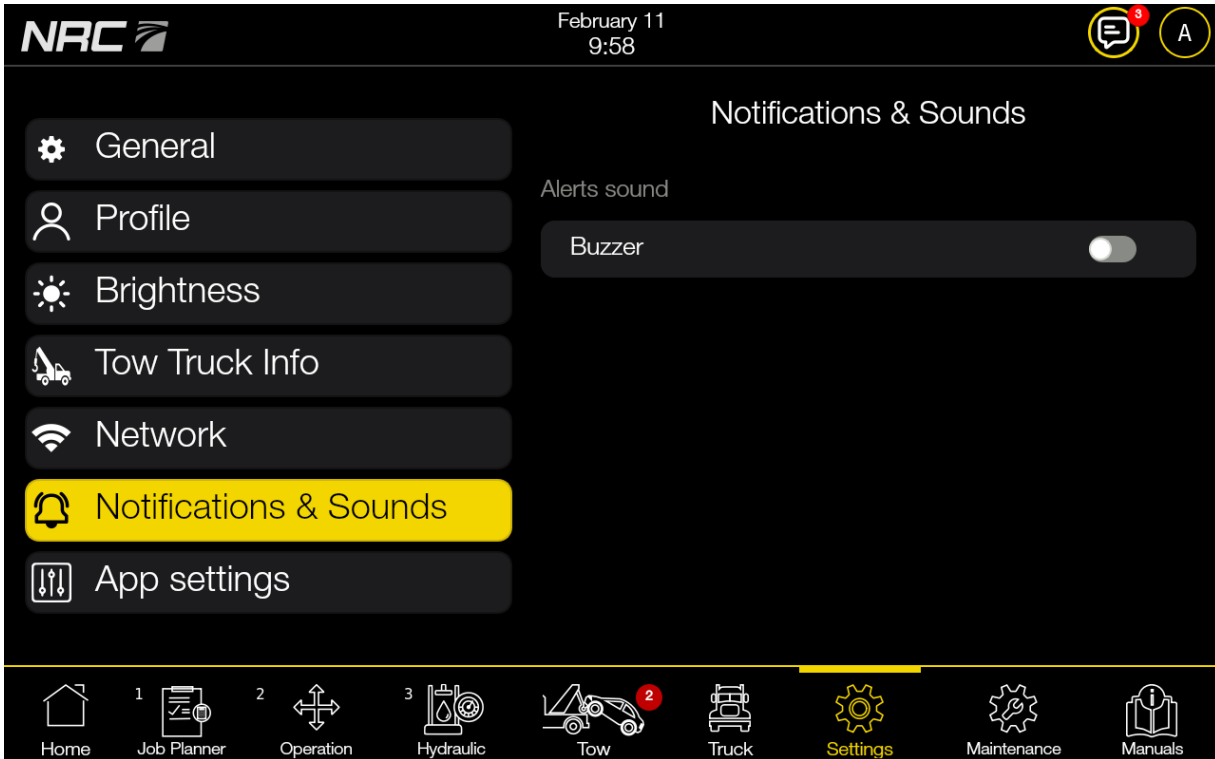 NRC
February 11
9:58
3
A
General
Profile
Brightness
Tow Truck Info
Network
Notifications & Sounds
App settings
Notifications & Sounds
Alerts sound
Buzzer
Home
1
Job Planner
2
Operation
3
Hydraulic
2
Tow
Truck
Settings
Maintenance
Manuals